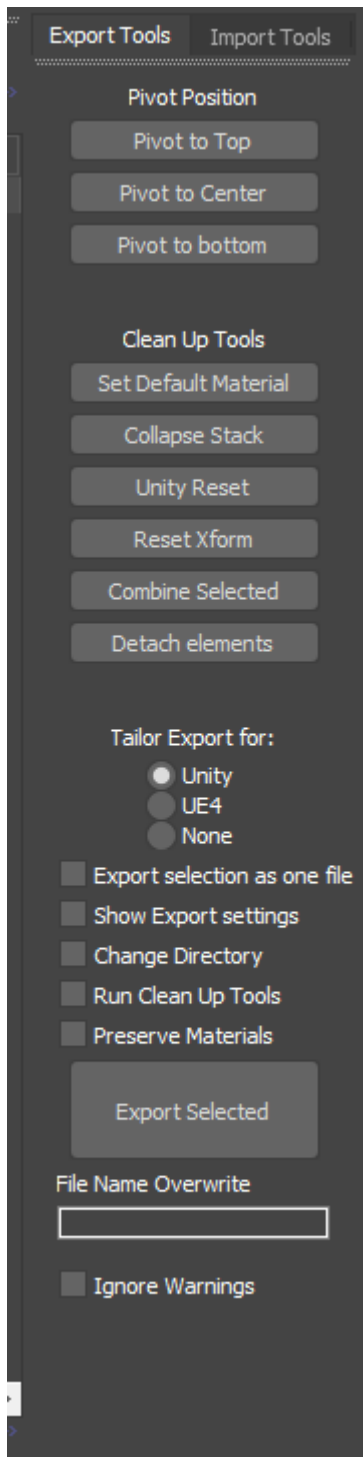 Export Tools Import Tools
Pivot Position
Pivot to Top
Pivot to Center
Pivot to bottom
Clean Up Tools
Set Default Material
Collapse Stack
Unity Reset
Reset Xform
Combine Selected
Detach elements
Tailor Export for:
Unity
UE4
None
Export selection as one file
Show Export settings
Change Directory
Run Clean Up Tools
Preserve Materials
Export Selected
File Name Overwrite
Ignore Warnings